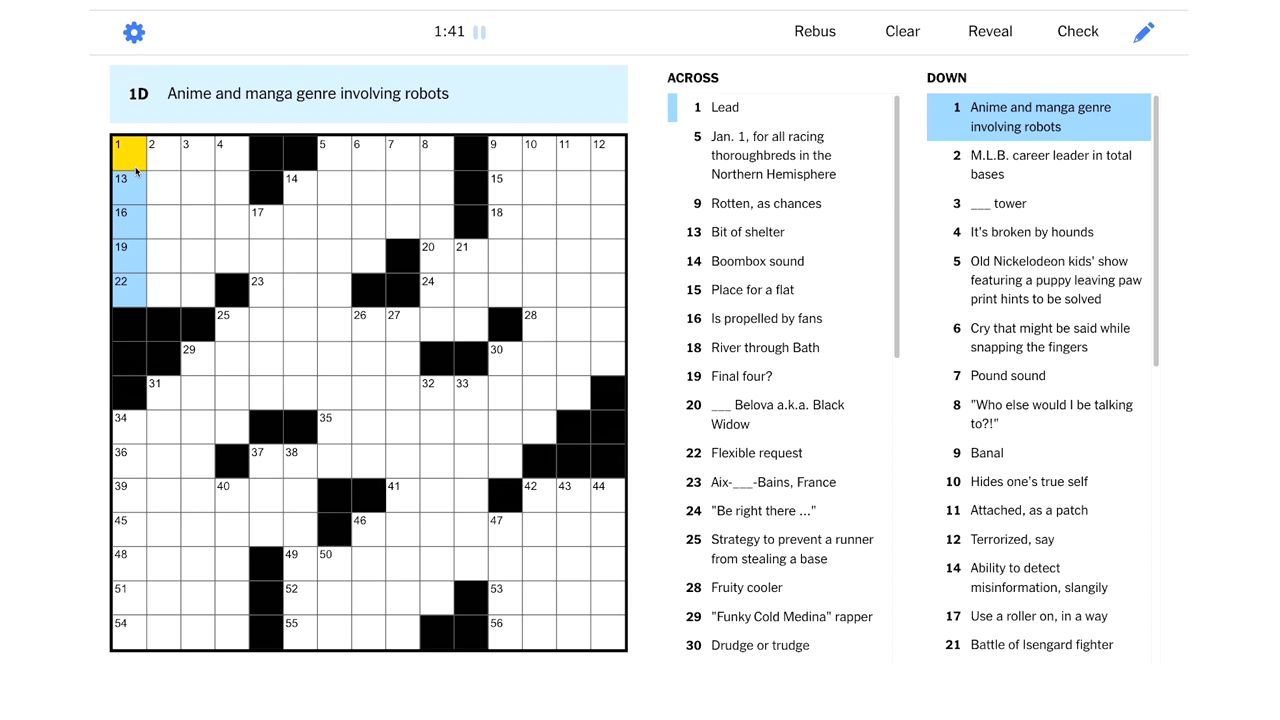 1:41
Rebus Clear Reveal Check
1D Anime and manga genre involving robots
1 2 3 4 5 6 7 8 9 10 11 12
13 14 15
16 17 18
19 20 21
22 23 24
25 26 27 28
29 30
31 32 33
34 35
36 37 38
39 40 41 42 43 44
45 46 47
48 49 50
51 52 53
54 55 56
ACROSS
1 Lead
5 Jan. 1, for all racing
thoroughbreds in the
Northern Hemisphere
9 Rotten, as chances
13 Bit of shelter
14 Boombox sound
15 Place for a flat
16 Is propelled by fans
18 River through Bath
19 Final four?
20 ___ Belova a.k.a. Black
Widow
22 Flexible request
23 Aix-___-Bains, France
24 "Be right there ..."
25 Strategy to prevent a runner
from stealing a base
28 Fruity cooler
29 "Funky Cold Medina" rapper
30 Drudge or trudge
DOWN
1 Anime and manga genre
involving robots
2 M.L.B. career leader in total
bases
3 ___ tower
4 It's broken by hounds
5 Old Nickelodeon kids' show
featuring a puppy leaving paw
print hints to be solved
6 Cry that might be said while
snapping the fingers
7 Pound sound
8 "Who else would I be talking
to?!"
9 Banal
10 Hides one's true self
11 Attached, as a patch
12 Terrorized, say
14 Ability to detect
misinformation, slangily
17 Use a roller on, in a way
21 Battle of Isengard fighter